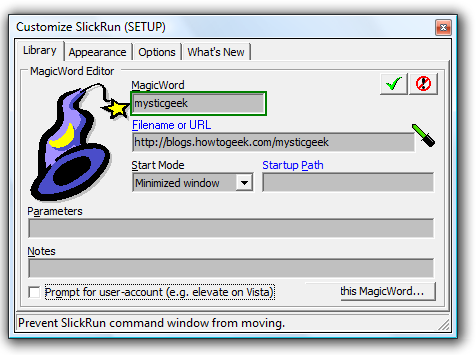 Customize SlickRun (SETUP)
Library Appearance Options What's New
MagicWord Editor
MagicWord
mysticgeek
Filename or URL
http://blogs.howtogeek.com/mysticgeek
Start Mode Startup Path
Minimized window
Parameters
Notes
Prompt for user-account (e.g. elevate on Vista)
this MagicWord...
Prevent SlickRun command window from moving.